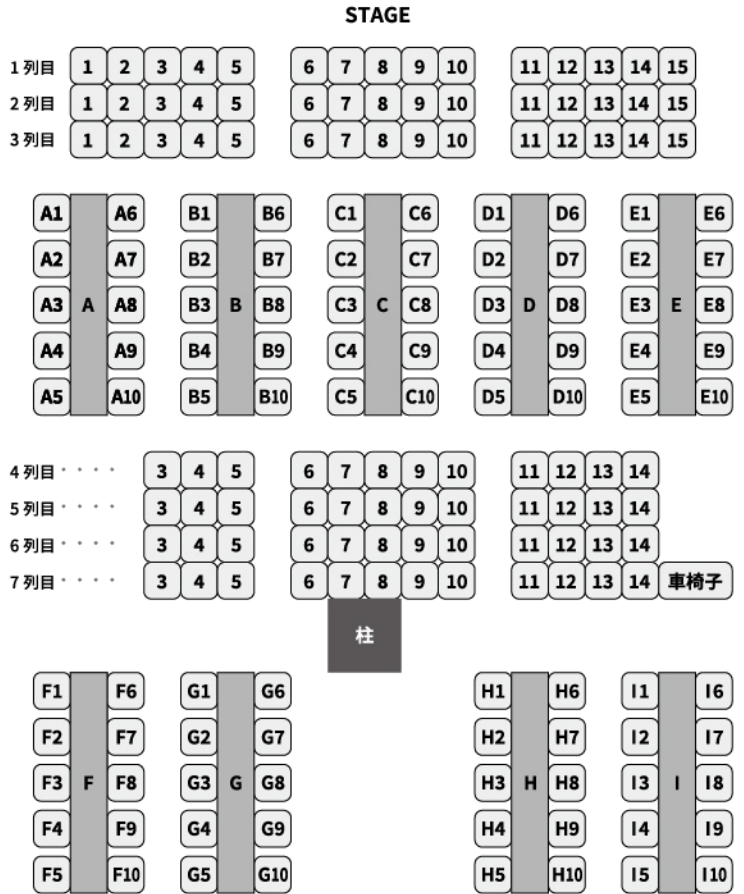 STAGE
1列目 1 2 3 4 5 6 7 8 9 10 11 12 13 14 15
2列目 1 2 3 4 5 6 7 8 9 10 11 12 13 14 15
3列目 1 2 3 4 5 6 7 8 9 10 11 12 13 14 15
A1 A6 B1 B6 C1 C6 D1 D6 E1 E6
A2 A7 B2 B7 C2 C7 D2 D7 E2 E7
A3 A A8 B3 B B8 C3 C C8 D3 D D8 E3 E E8
A4 A9 B4 B9 C4 C9 D4 D9 E4 E9
A5 A10 B5 B10 C5 C10 D5 D10 E5 E10
4列目・・・・ 3 4 5 6 7 8 9 10 11 12 13 14
5列目・・・・ 3 4 5 6 7 8 9 10 11 12 13 14
6列目・・・・ 3 4 5 6 7 8 9 10 11 12 13 14
7列目・・・・ 3 4 5 6 7 8 9 10 11 12 13 14 車椅子
柱
F1 F6 G1 G6 H1 H6 I1 I6
F2 F7 G2 G7 H2 H7 I2 I7
F3 F F8 G3 G G8 H3 H H8 I3 I I8
F4 F9 G4 G9 H4 H9 I4 I9
F5 F10 G5 G10 H5 H10 I5 I10